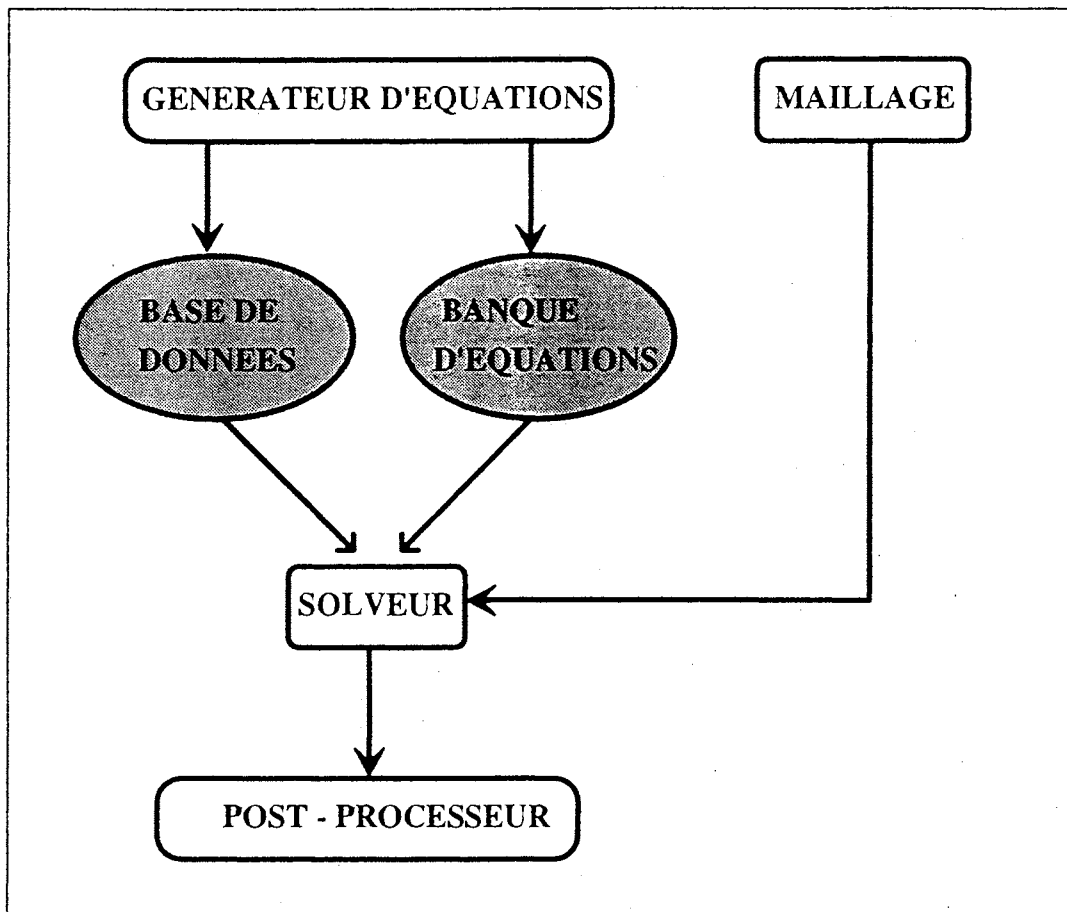 GENERATEUR D'EQUATIONS
MAILLAGE
BASE DE
DONNEES
BANQUE
D'EQUATIONS
SOLVEUR
POST - PROCESSEUR